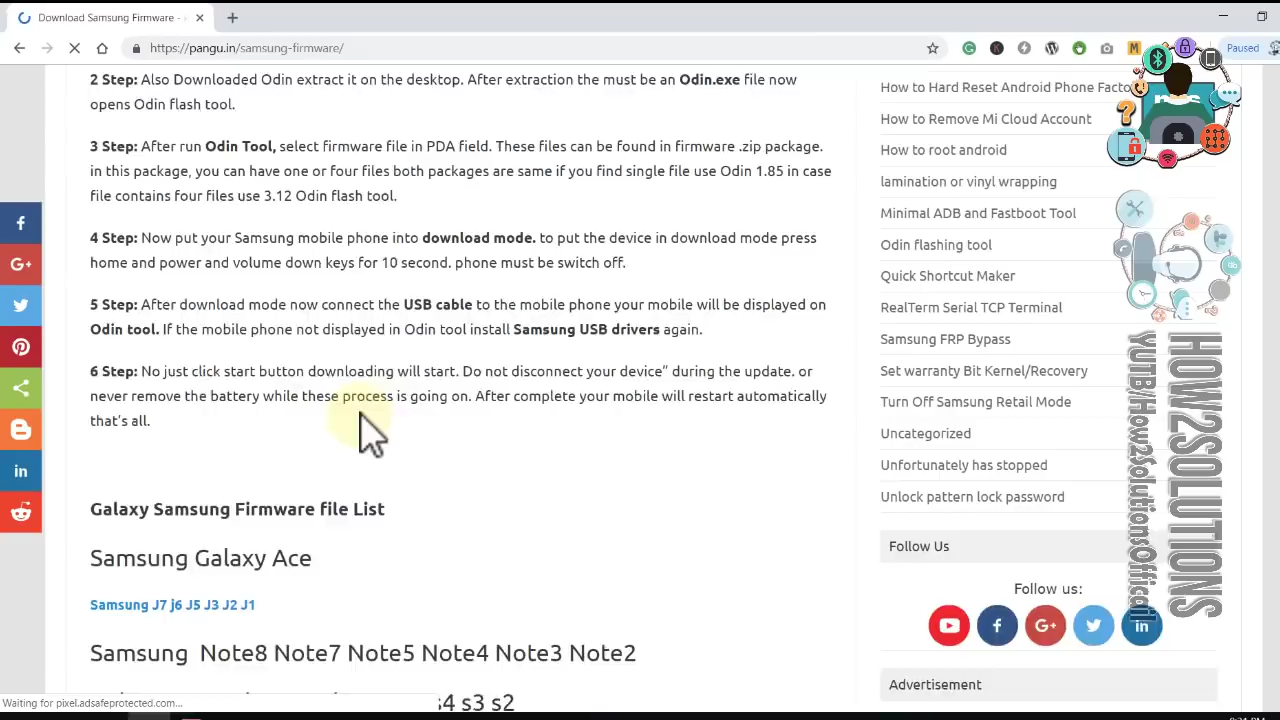 Download Samsung Firmware -
https://pangu.in/samsung-firmware/
Paused
2 Step: Also Downloaded Odin extract it on the desktop. After extraction the must be an Odin.exe file now
opens Odin flash tool.
3 Step: After run Odin Tool, select firmware file in PDA field. These files can be found in firmware .zip package.
in this package, you can have one or four files both packages are same if you find single file use Odin 1.85 in case
file contains four files use 3.12 Odin flash tool.
4 Step: Now put your Samsung mobile phone into download mode. to put the device in download mode press
home and power and volume down keys for 10 second. phone must be switch off.
5 Step: After download mode now connect the USB cable to the mobile phone your mobile will be displayed on
Odin tool. If the mobile phone not displayed in Odin tool install Samsung USB drivers again.
6 Step: No just click start button downloading will start. Do not disconnect your device” during the update. or
never remove the battery while these process is going on. After complete your mobile will restart automatically
that’s all.
Galaxy Samsung Firmware file List
Samsung Galaxy Ace
Samsung J7 j6 J5 J3 J2 J1
Samsung Note8 Note7 Note5 Note4 Note3 Note2
s4 s3 s2
Waiting for pixel.adsafeprotected.com...
How to Hard Reset Android Phone Facto
How to Remove Mi Cloud Account
How to root android
lamination or vinyl wrapping
Minimal ADB and Fastboot Tool
Odin flashing tool
Quick Shortcut Maker
RealTerm Serial TCP Terminal
Samsung FRP Bypass
Set warranty Bit Kernel/Recovery
Turn Off Samsung Retail Mode
Uncategorized
Unfortunately has stopped
Unlock pattern lock password
Follow Us
Follow us:
Advertisement
HOW2SOLUTIONS